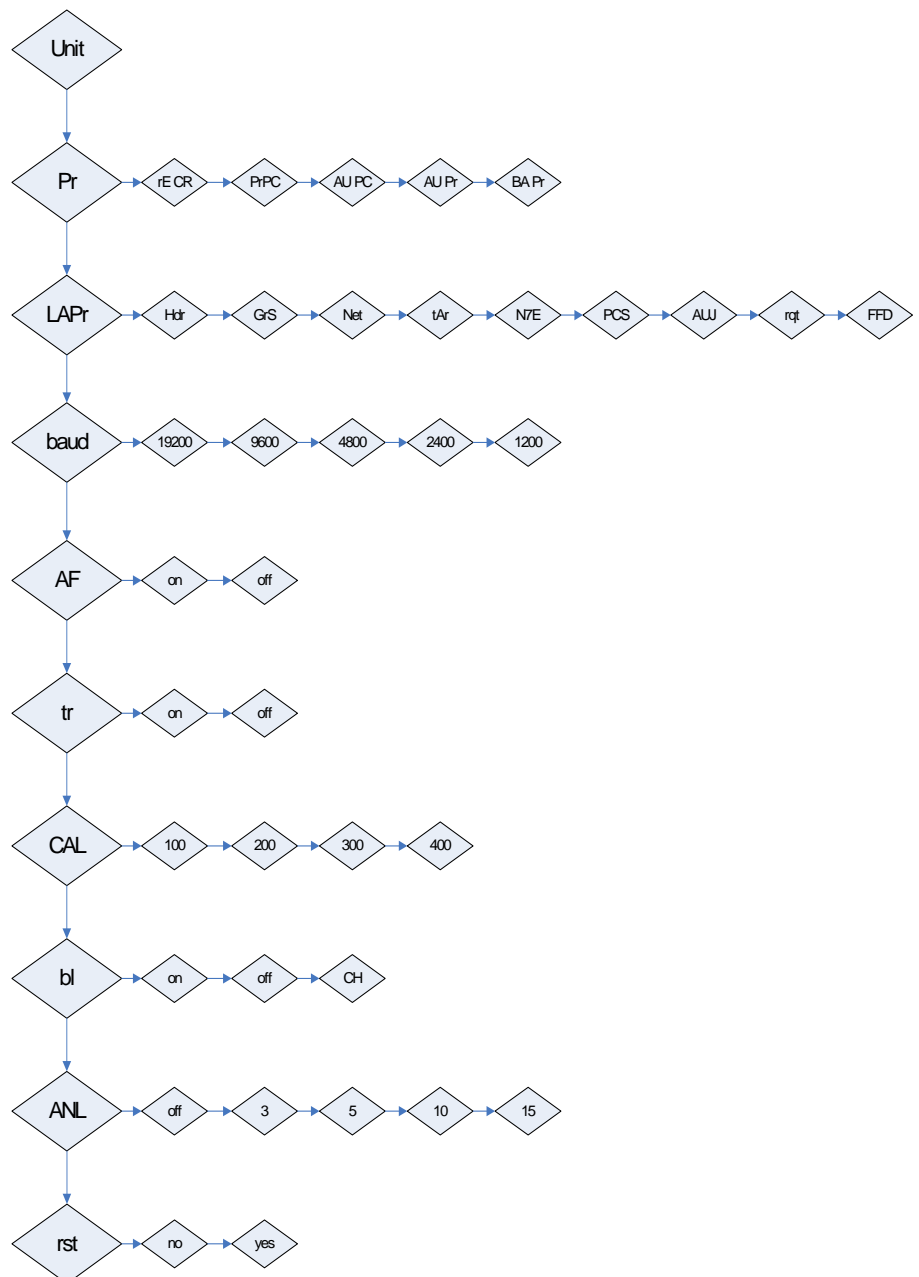 Unit
Pr rE CR PrPC AU PC AU Pr BA Pr
LAPr Hdr GrS Net tAr N7E PCS AUJ rqt FFD
baud 19200 9600 4800 2400 1200
AF on off
tr on off
CAL 100 200 300 400
bl on off CH
ANL off 3 5 10 15
rst no yes